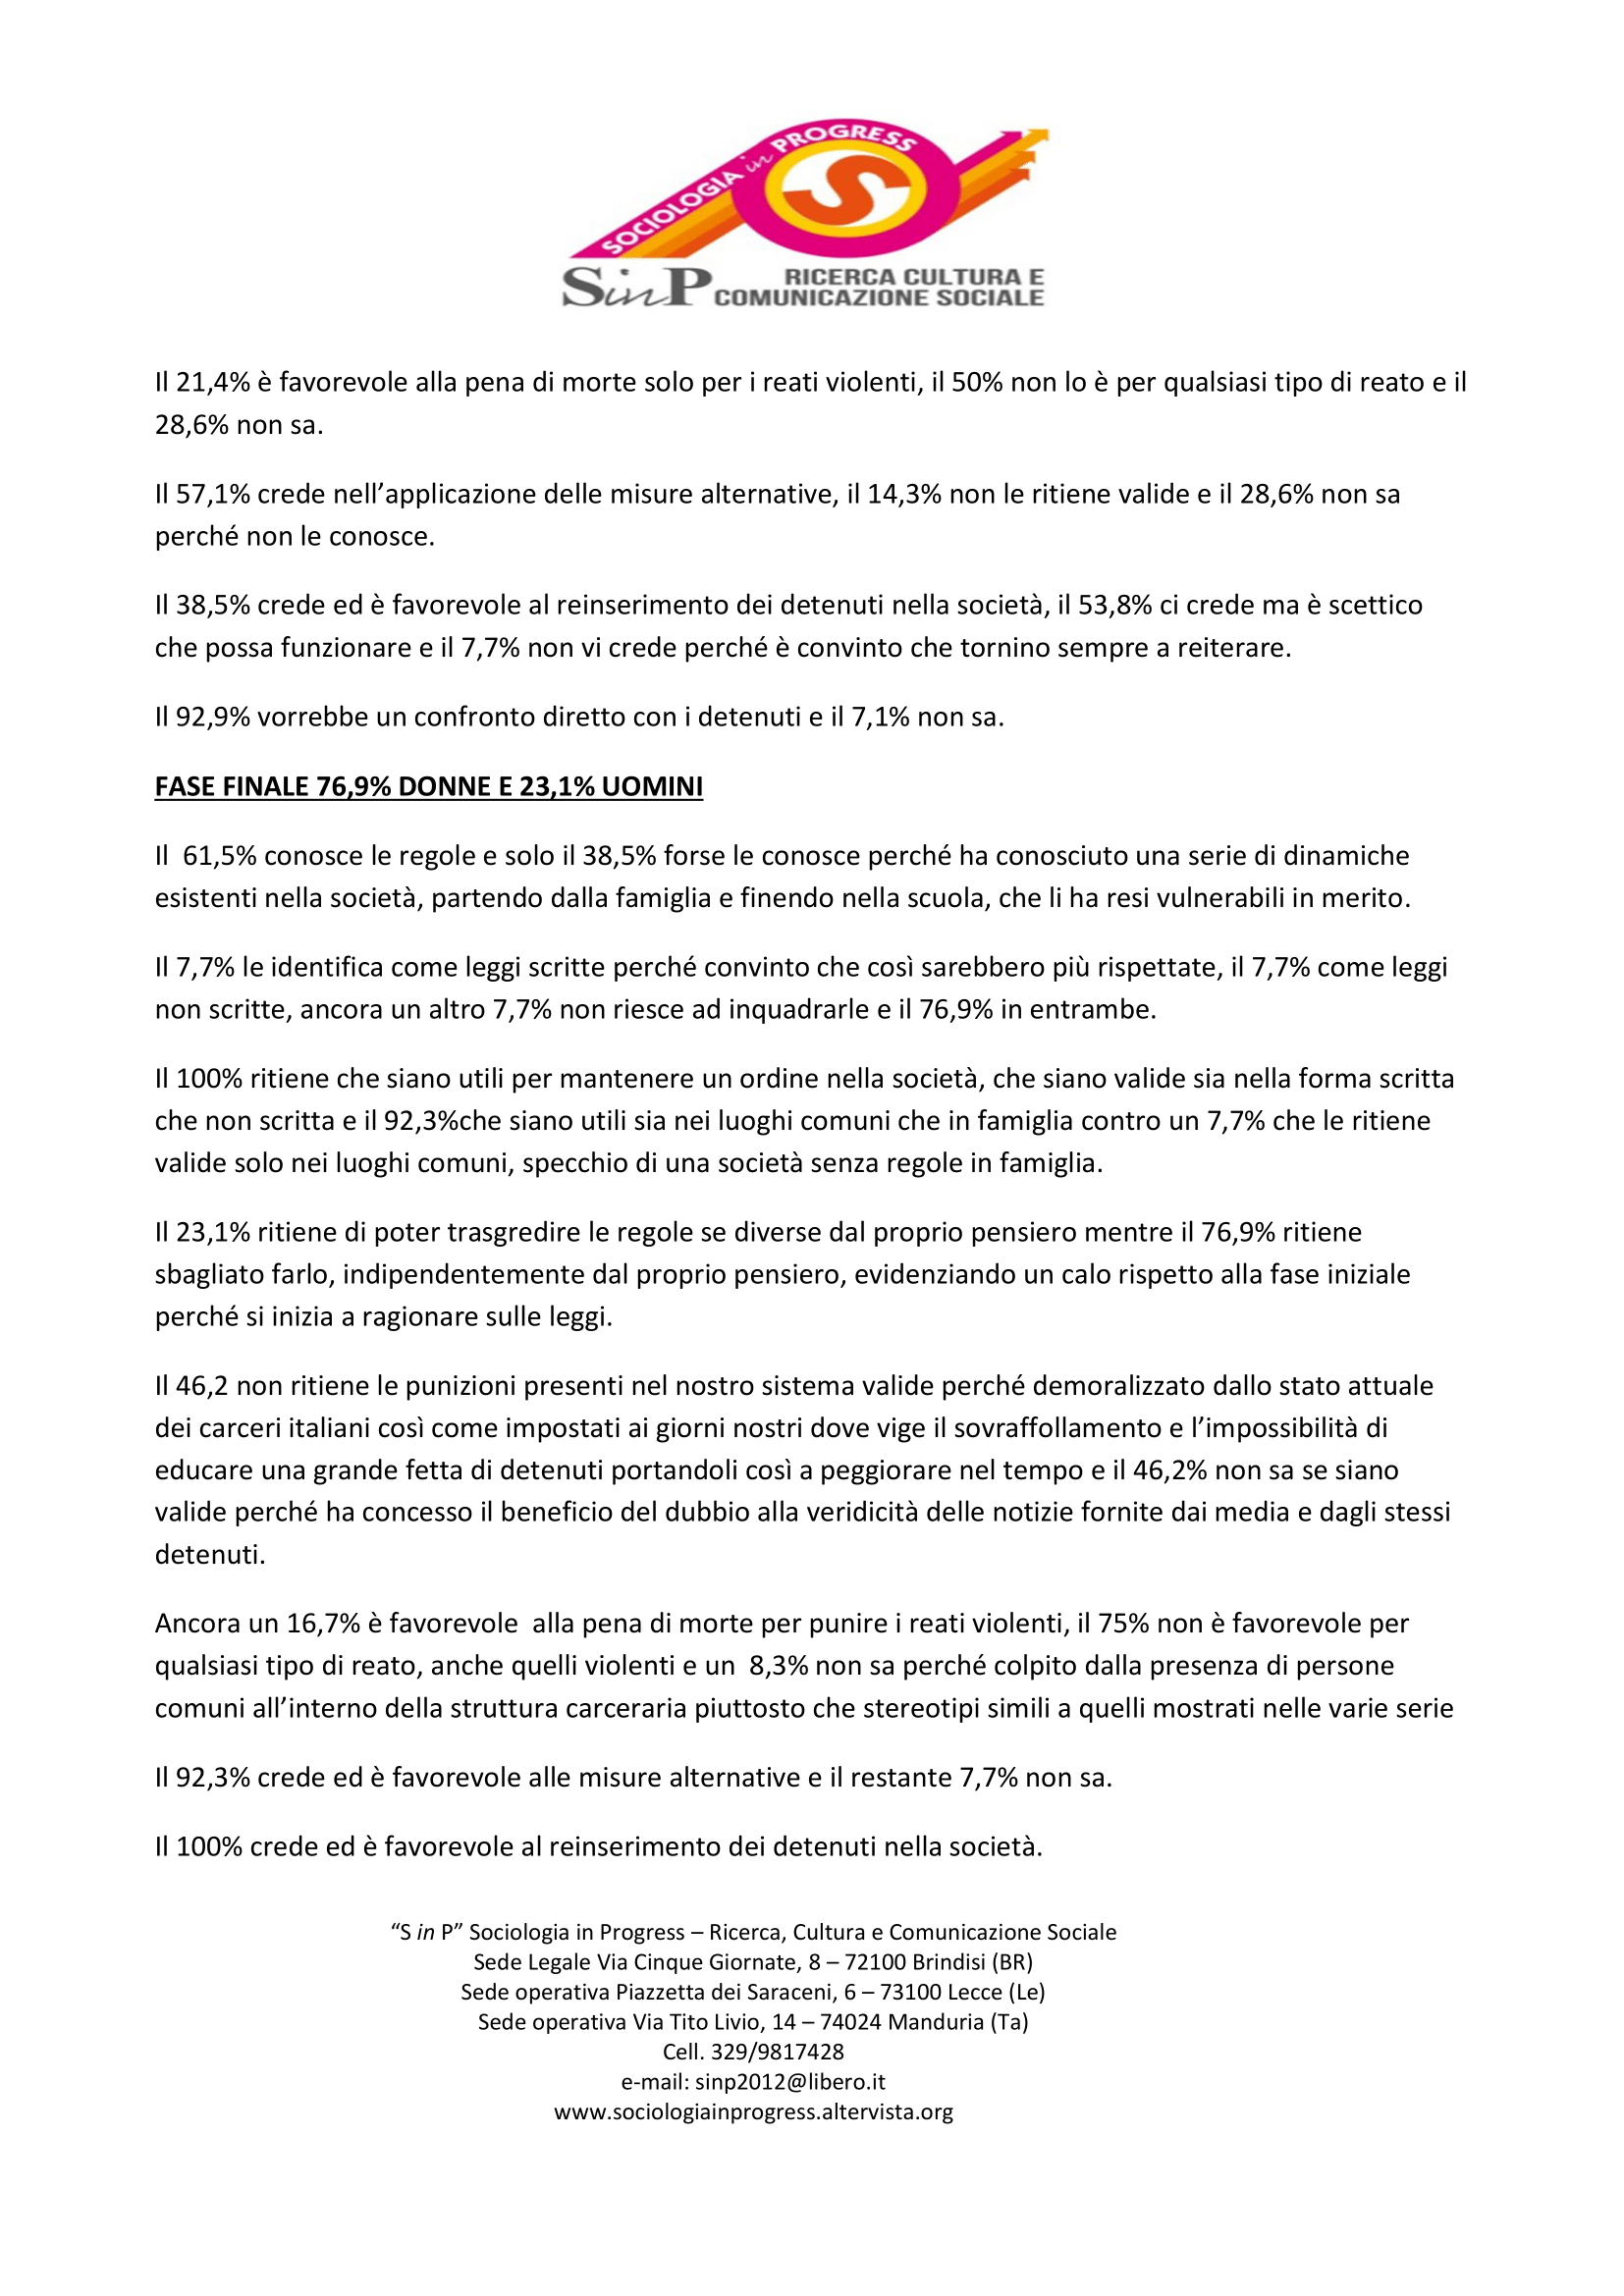 SOCIOLOGIA in PROGRESS
S
SinP RICERCA CULTURA E
COMUNICAZIONE SOCIALE
Il 21,4% è favorevole alla pena di morte solo per i reati violenti, il 50% non lo è per qualsiasi tipo di reato e il
28,6% non sa.
Il 57,1% crede nell’applicazione delle misure alternative, il 14,3% non le ritiene valide e il 28,6% non sa
perché non le conosce.
Il 38,5% crede ed è favorevole al reinserimento dei detenuti nella società, il 53,8% ci crede ma è scettico
che possa funzionare e il 7,7% non vi crede perché è convinto che tornino sempre a reiterare.
Il 92,9% vorrebbe un confronto diretto con i detenuti e il 7,1% non sa.
FASE FINALE 76,9% DONNE E 23,1% UOMINI
Il  61,5% conosce le regole e solo il 38,5% forse le conosce perché ha conosciuto una serie di dinamiche
esistenti nella società, partendo dalla famiglia e finendo nella scuola, che li ha resi vulnerabili in merito.
Il 7,7% le identifica come leggi scritte perché convinto che così sarebbero più rispettate, il 7,7% come leggi
non scritte, ancora un altro 7,7% non riesce ad inquadrarle e il 76,9% in entrambe.
Il 100% ritiene che siano utili per mantenere un ordine nella società, che siano valide sia nella forma scritta
che non scritta e il 92,3%che siano utili sia nei luoghi comuni che in famiglia contro un 7,7% che le ritiene
valide solo nei luoghi comuni, specchio di una società senza regole in famiglia.
Il 23,1% ritiene di poter trasgredire le regole se diverse dal proprio pensiero mentre il 76,9% ritiene
sbagliato farlo, indipendentemente dal proprio pensiero, evidenziando un calo rispetto alla fase iniziale
perché si inizia a ragionare sulle leggi.
Il 46,2 non ritiene le punizioni presenti nel nostro sistema valide perché demoralizzato dallo stato attuale
dei carceri italiani così come impostati ai giorni nostri dove vige il sovraffollamento e l’impossibilità di
educare una grande fetta di detenuti portandoli così a peggiorare nel tempo e il 46,2% non sa se siano
valide perché ha concesso il beneficio del dubbio alla veridicità delle notizie fornite dai media e dagli stessi
detenuti.
Ancora un 16,7% è favorevole  alla pena di morte per punire i reati violenti, il 75% non è favorevole per
qualsiasi tipo di reato, anche quelli violenti e un  8,3% non sa perché colpito dalla presenza di persone
comuni all’interno della struttura carceraria piuttosto che stereotipi simili a quelli mostrati nelle varie serie
Il 92,3% crede ed è favorevole alle misure alternative e il restante 7,7% non sa.
Il 100% crede ed è favorevole al reinserimento dei detenuti nella società.
“S in P” Sociologia in Progress – Ricerca, Cultura e Comunicazione Sociale
Sede Legale Via Cinque Giornate, 8 – 72100 Brindisi (BR)
Sede operativa Piazzetta dei Saraceni, 6 – 73100 Lecce (Le)
Sede operativa Via Tito Livio, 14 – 74024 Manduria (Ta)
Cell. 329/9817428
e-mail: sinp2012@libero.it
www.sociologiainprogress.altervista.org